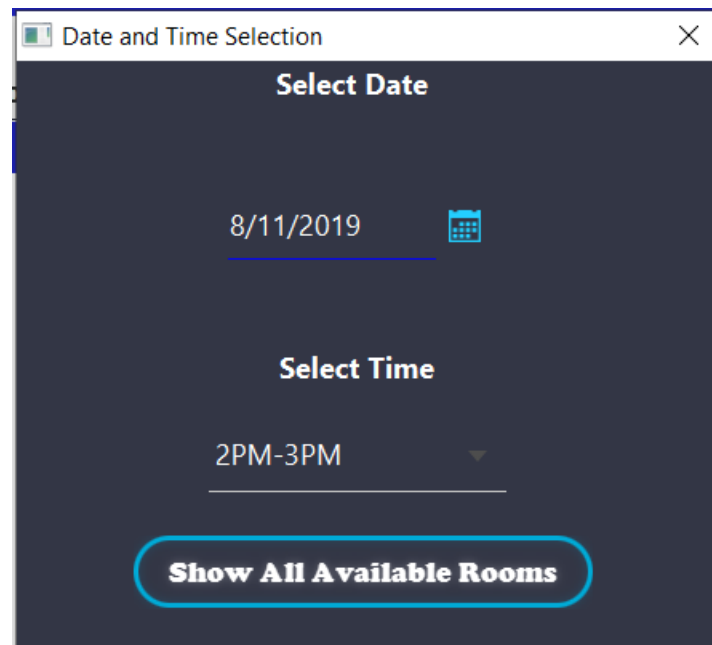 Date and Time Selection
Select Date
8/11/2019
Select Time
2PM-3PM
Show All Available Rooms